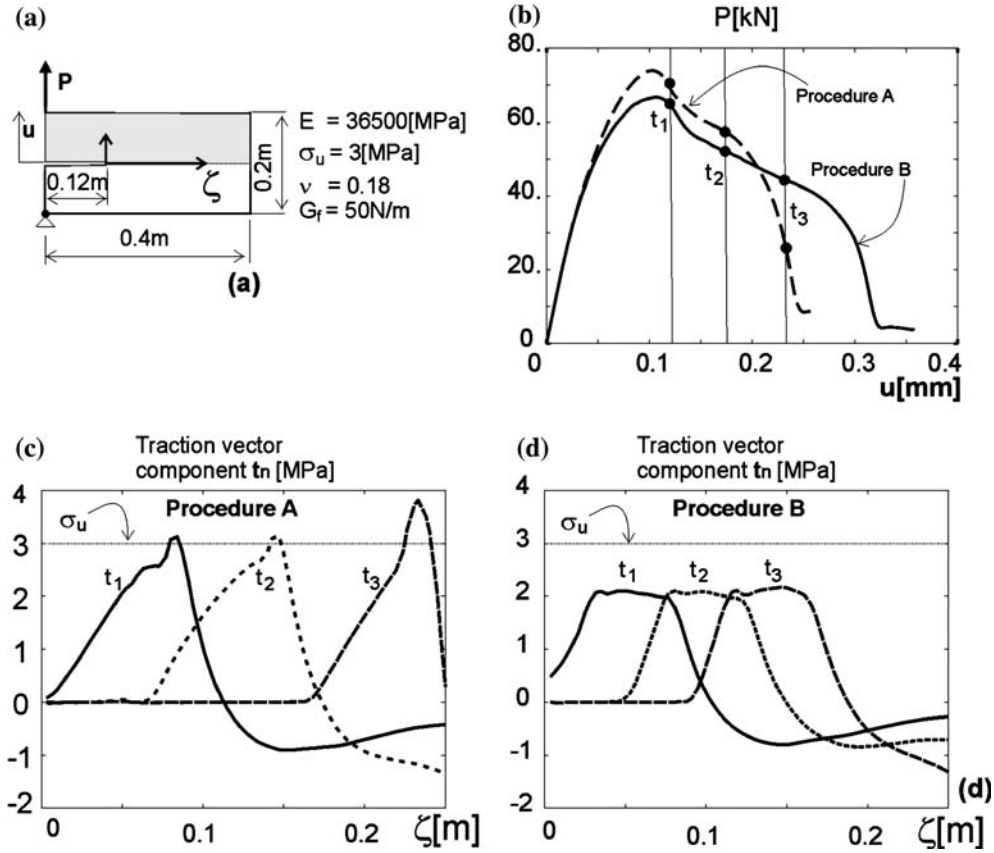 (a)
P
u
0.12m
ζ
0.2m
0.4m
E = 36500[MPa]
σu = 3[MPa]
ν = 0.18
Gf = 50N/m
(a)
(b)
P[kN]
80.
60.
40.
20.
0
0
0.1
0.2
0.3
0.4
u[mm]
Procedure A
Procedure B
t1
t2
t3
(c)
Traction vector
component tn [MPa]
Procedure A
σu
t1
t2
t3
4
3
2
1
0
-1
-2
0
0.1
0.2
ζ[m]
(d)
Traction vector
component tn [MPa]
Procedure B
σu
t1
t2
t3
4
3
2
1
0
-1
-2
0
0.1
0.2
ζ[m]
(d)